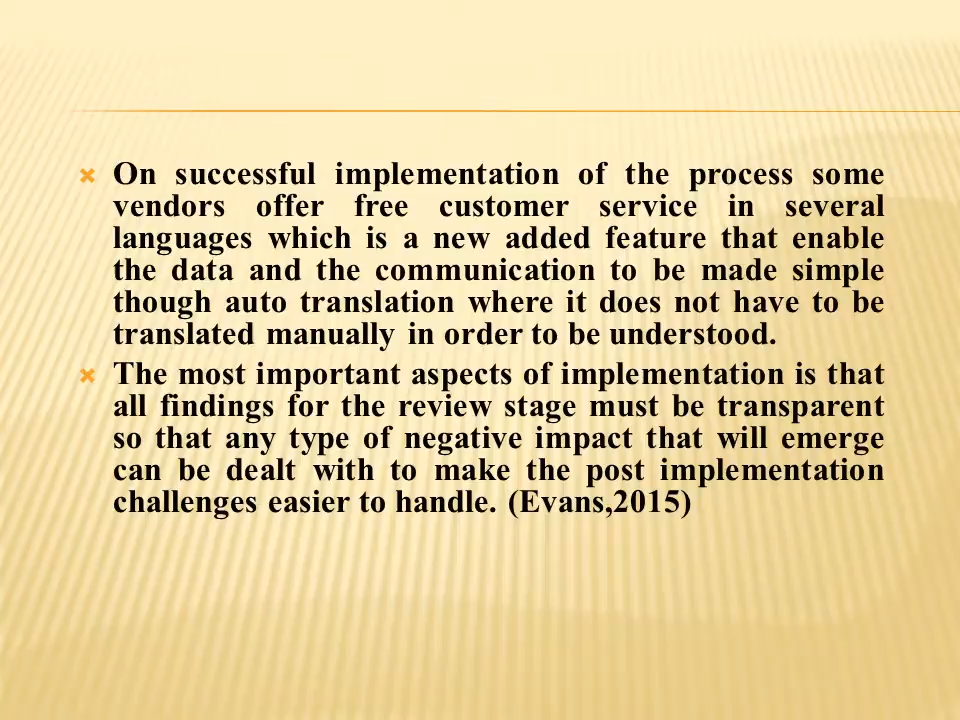 On successful implementation of the process some
vendors offer free customer service in several
languages which is a new added feature that enable
the data and the communication to be made simple
though auto translation where it does not have to be
translated manually in order to be understood.
The most important aspects of implementation is that
all findings for the review stage must be transparent
so that any type of negative impact that will emerge
can be dealt with to make the post implementation
challenges easier to handle. (Evans,2015)